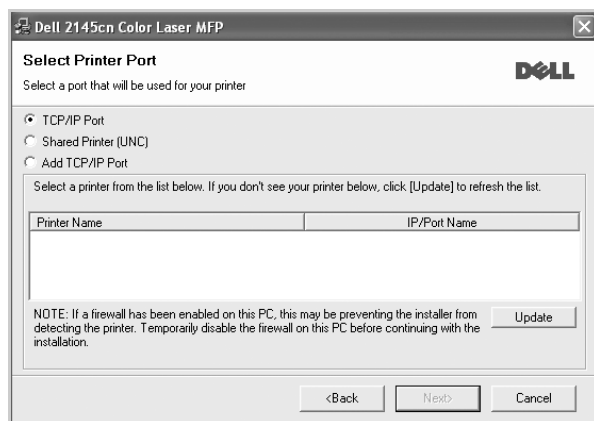 Dell 2145cn Color Laser MFP
Select Printer Port
Select a port that will be used for your printer
DELL
TCP/IP Port
Shared Printer (UNC)
Add TCP/IP Port
Select a printer from the list below. If you don't see your printer below, click [Update] to refresh the list.
Printer Name
IP/Port Name
NOTE: If a firewall has been enabled on this PC, this may be preventing the installer from
detecting the printer. Temporarily disable the firewall on this PC before continuing with the
installation.
Update
<Back
Next>
Cancel